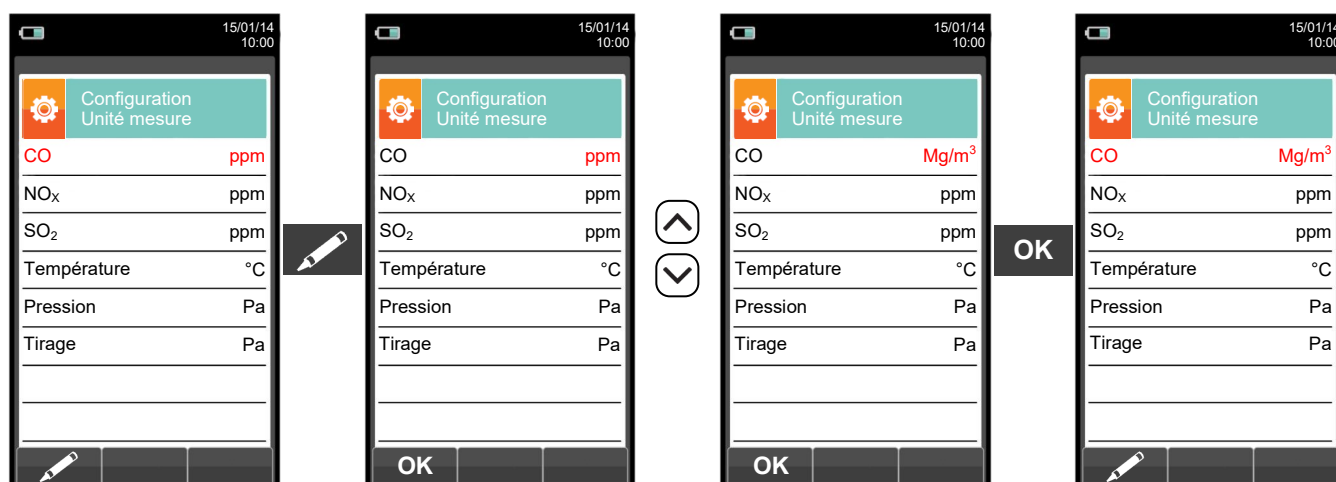 15/01/14
10:00
Configuration
Unité mesure
CO ppm
NOX ppm
SO2 ppm
Température °C
Pression Pa
Tirage Pa
15/01/14
10:00
Configuration
Unité mesure
CO ppm
NOX ppm
SO2 ppm
Température °C
Pression Pa
Tirage Pa
OK
15/01/14
10:00
Configuration
Unité mesure
CO Mg/m³
NOX ppm
SO2 ppm
Température °C
Pression Pa
Tirage Pa
OK
OK
15/01/14
10:00
Configuration
Unité mesure
CO Mg/m³
NOX ppm
SO2 ppm
Température °C
Pression Pa
Tirage Pa